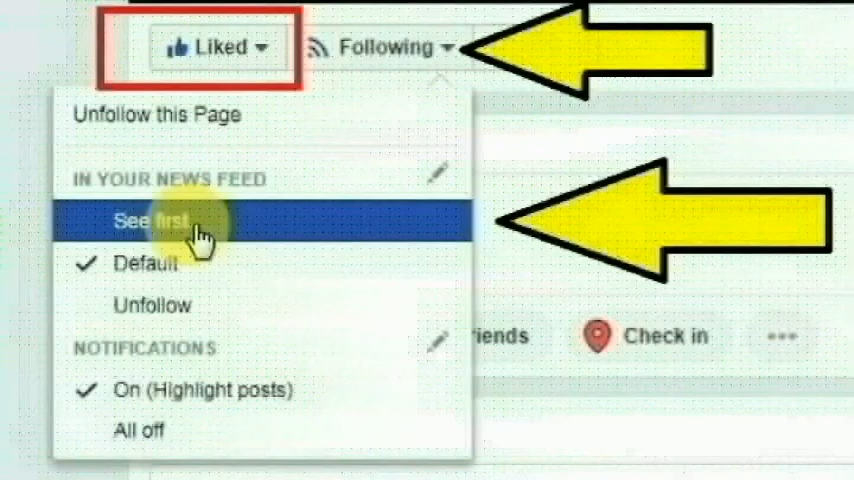 Liked Following
Unfollow this Page
IN YOUR NEWS FEED
See first
Default
Unfollow
riends Check in
NOTIFICATIONS
On (Highlight posts)
All off